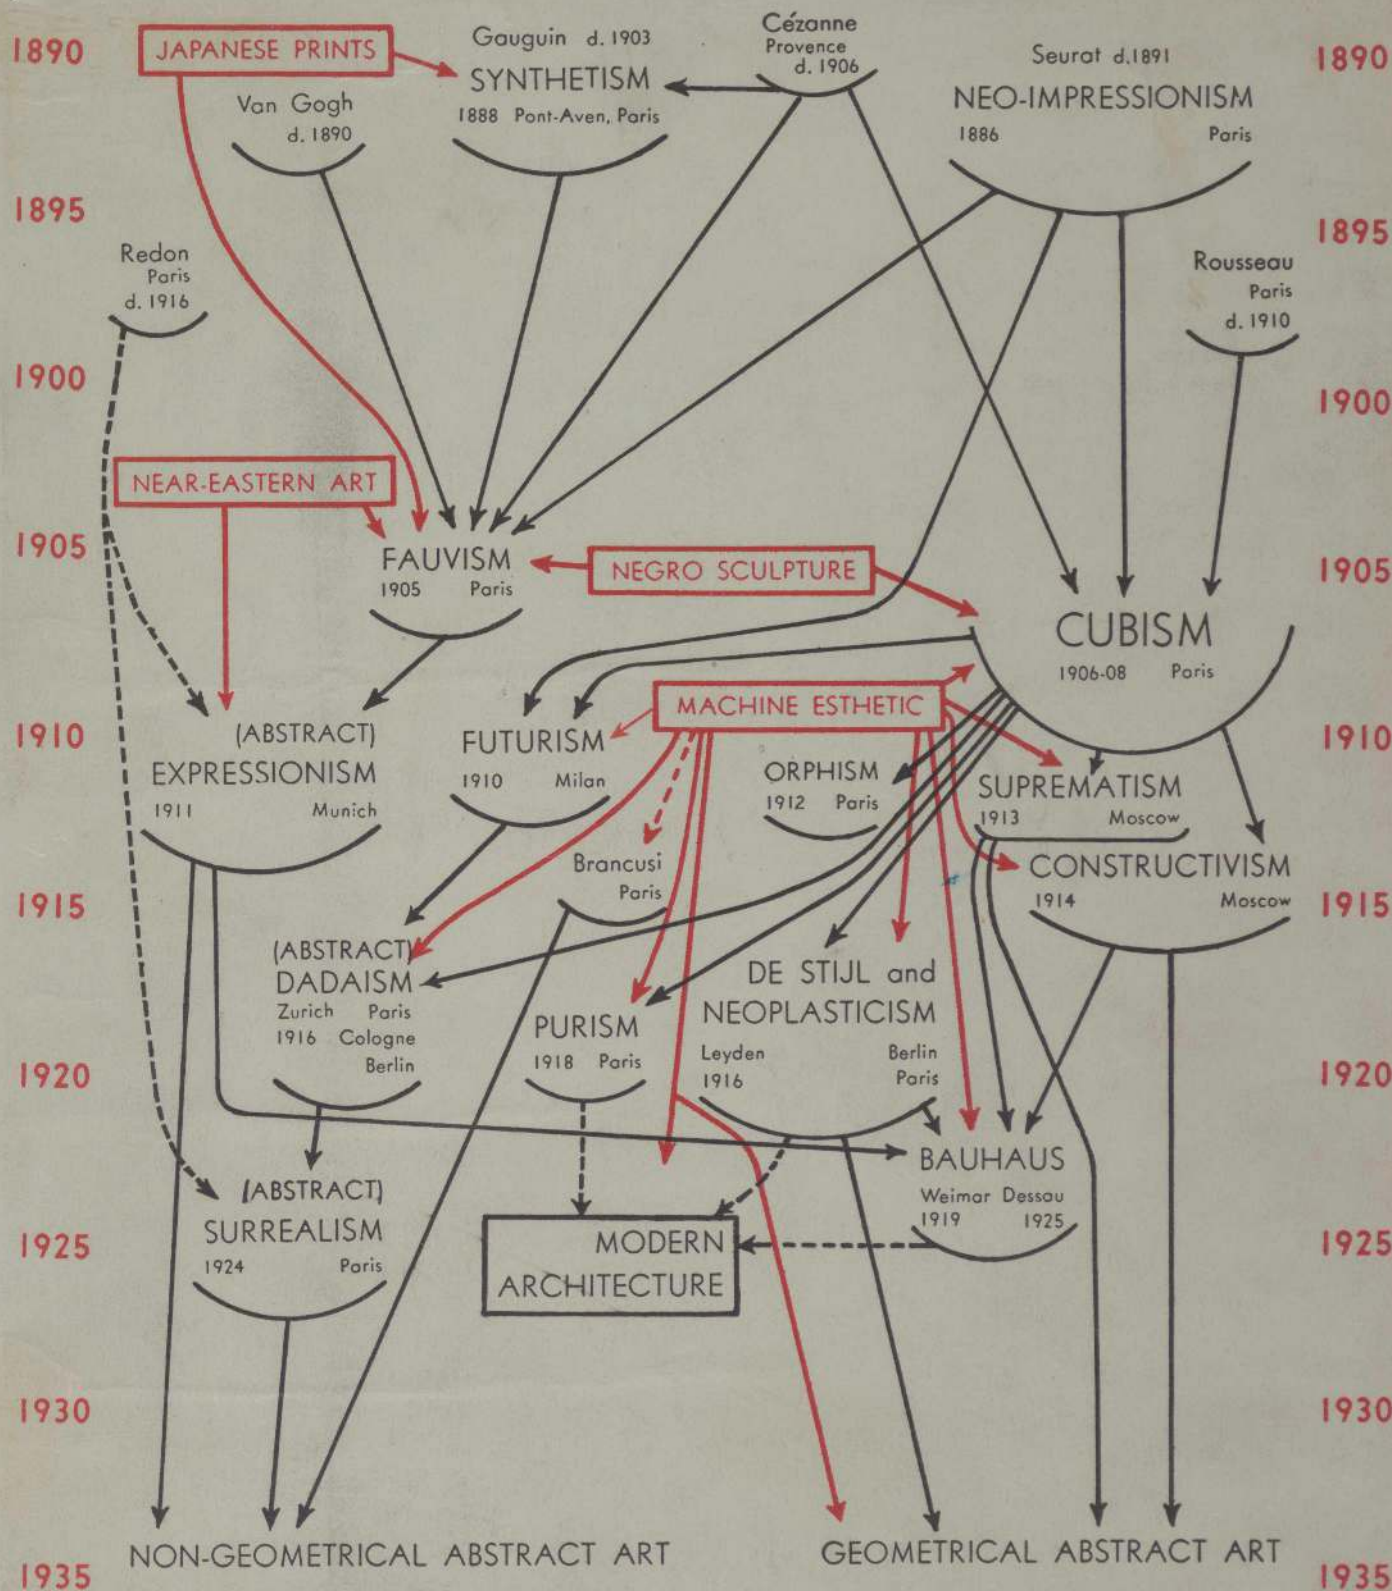 1890
JAPANESE PRINTS
Gauguin d. 1903
SYNTHETISM
1888 Pont-Aven, Paris
Cézanne
Provence
d. 1906
Seurat d.1891
NEO-IMPRESSIONISM
1886 Paris
1890
Van Gogh
d. 1890
1895
1895
Redon
Paris
d. 1916
Rousseau
Paris
d. 1910
1900
1900
NEAR-EASTERN ART
1905
FAUVISM
1905 Paris
NEGRO SCULPTURE
1905
CUBISM
1906-08 Paris
MACHINE ESTHETIC
1910
(ABSTRACT)
EXPRESSIONISM
1911 Munich
FUTURISM
1910 Milan
ORPHISM
1912 Paris
SUPREMATISM
1913 Moscow
1910
Brancusi
Paris
CONSTRUCTIVISM
1914 Moscow
1915
1915
(ABSTRACT)
DADAISM
Zurich Paris
1916 Cologne
Berlin
PURISM
1918 Paris
DE STIJL and
NEOPLASTICISM
Leyden Berlin
1916 Paris
1920
1920
BAUHAUS
Weimar Dessau
1919 1925
(ABSTRACT)
SURREALISM
1924 Paris
MODERN
ARCHITECTURE
1925
1925
1930
1930
NON-GEOMETRICAL ABSTRACT ART
GEOMETRICAL ABSTRACT ART
1935
1935